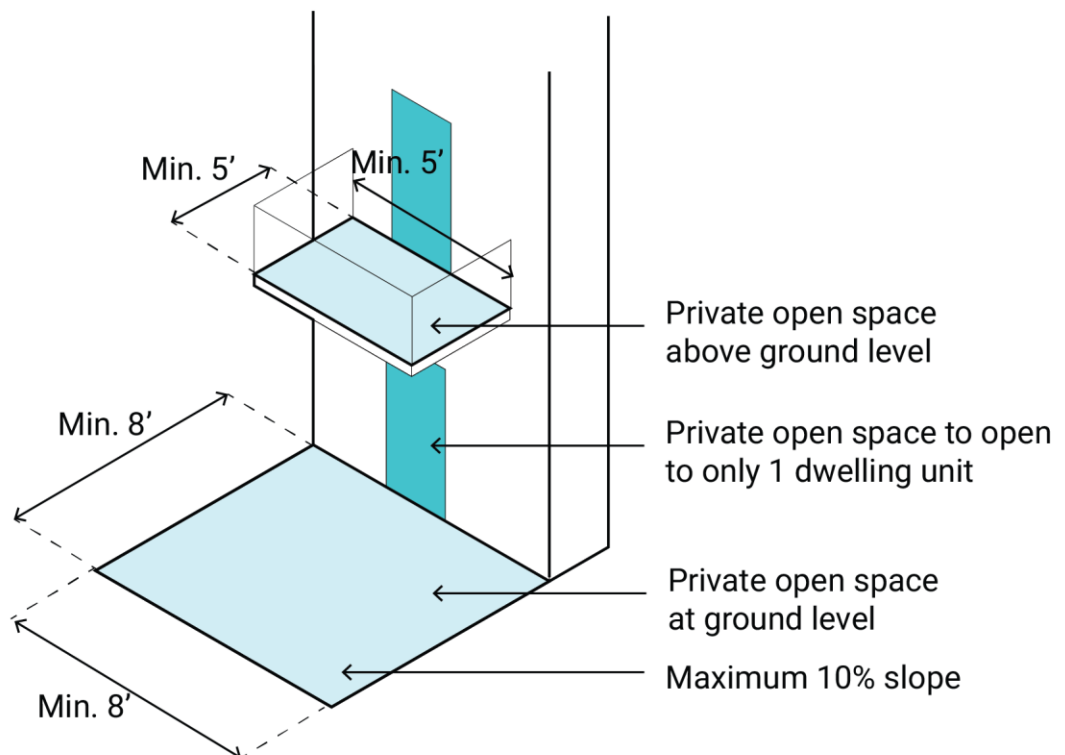 Min. 5’
Min. 5’
Private open space
above ground level
Min. 8’
Private open space to open
to only 1 dwelling unit
Private open space
at ground level
Maximum 10% slope
Min. 8’